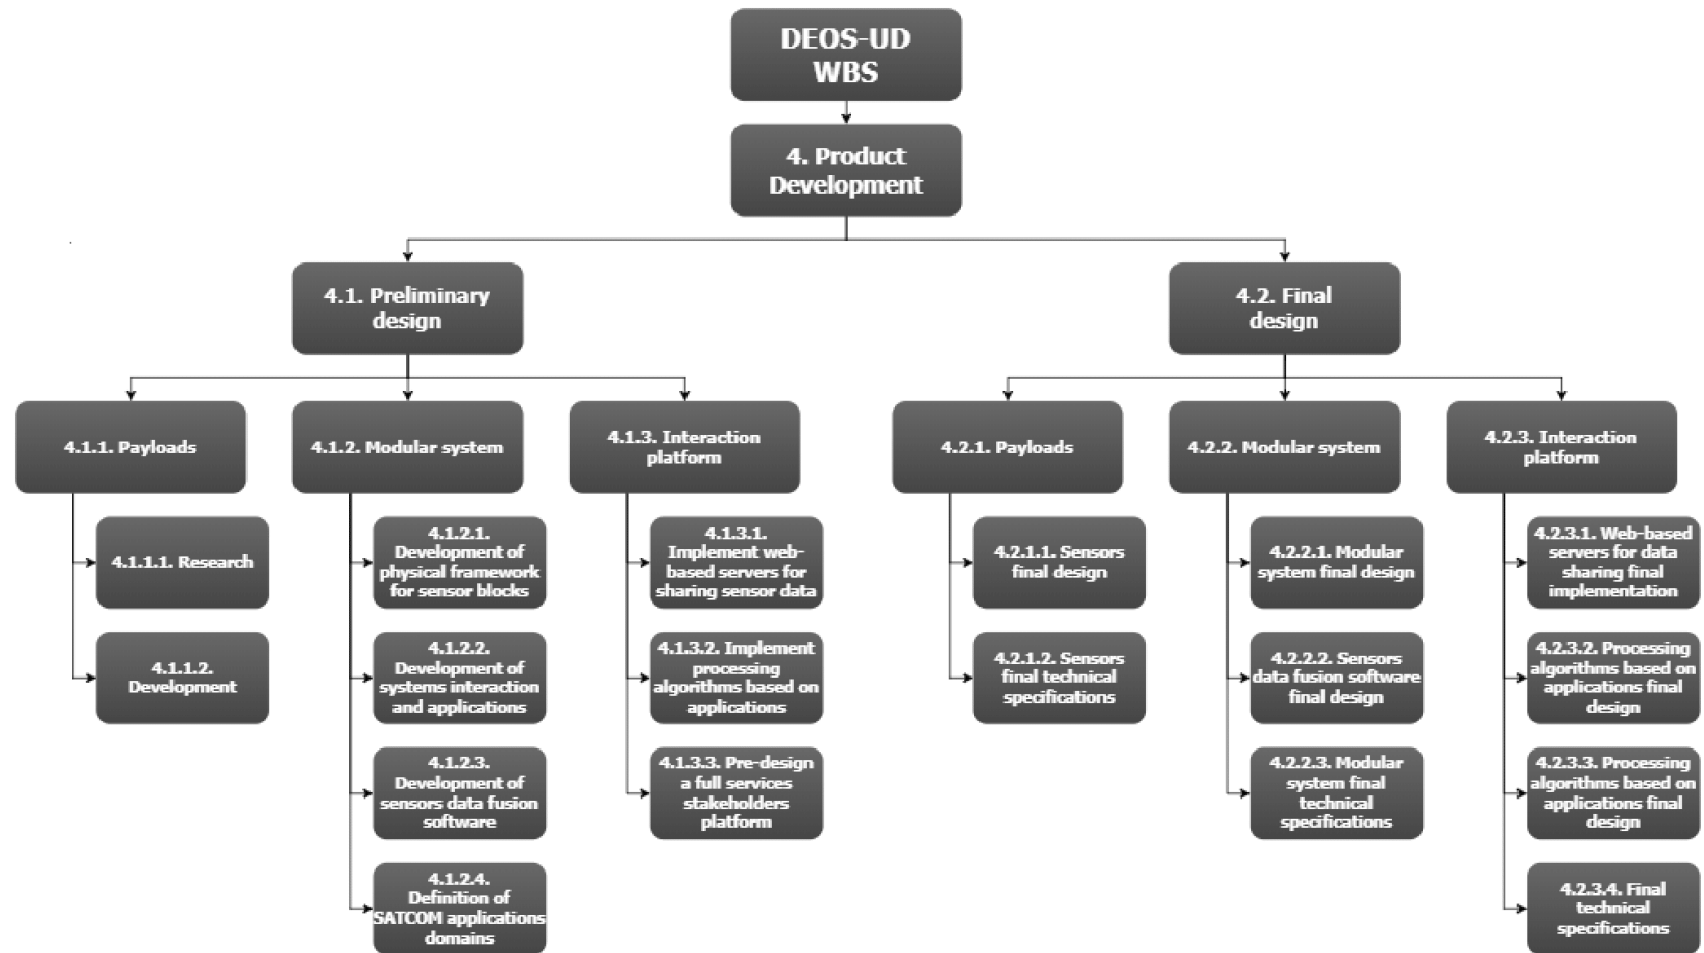 DEOS-UD
WBS
4. Product
Development
4.1. Preliminary
design
4.2. Final
design
4.1.1. Payloads
4.1.2. Modular system
4.1.3. Interaction
platform
4.2.1. Payloads
4.2.2. Modular system
4.2.3. Interaction
platform
4.1.1.1. Research
4.1.1.2.
Development
4.1.2.1.
Development of
physical framework
for sensor blocks
4.1.2.2.
Development of
systems interaction
and applications
4.1.2.3.
Development of
sensors data fusion
software
4.1.2.4.
Definition of
SATCOM applications
domains
4.1.3.1.
Implement web-
based servers for
sharing sensor data
4.1.3.2. Implement
processing
algorithms based on
applications
4.1.3.3. Pre-design
a full services
stakeholders
platform
4.2.1.1. Sensors
final design
4.2.1.2. Sensors
final technical
specifications
4.2.2.1. Modular
system final design
4.2.2.2. Sensors
data fusion software
final design
4.2.2.3. Modular
system final
technical
specifications
4.2.3.1. Web-based
servers for data
sharing final
implementation
4.2.3.2. Processing
algorithms based on
applications final
design
4.2.3.3. Processing
algorithms based on
applications final
design
4.2.3.4. Final
technical
specifications